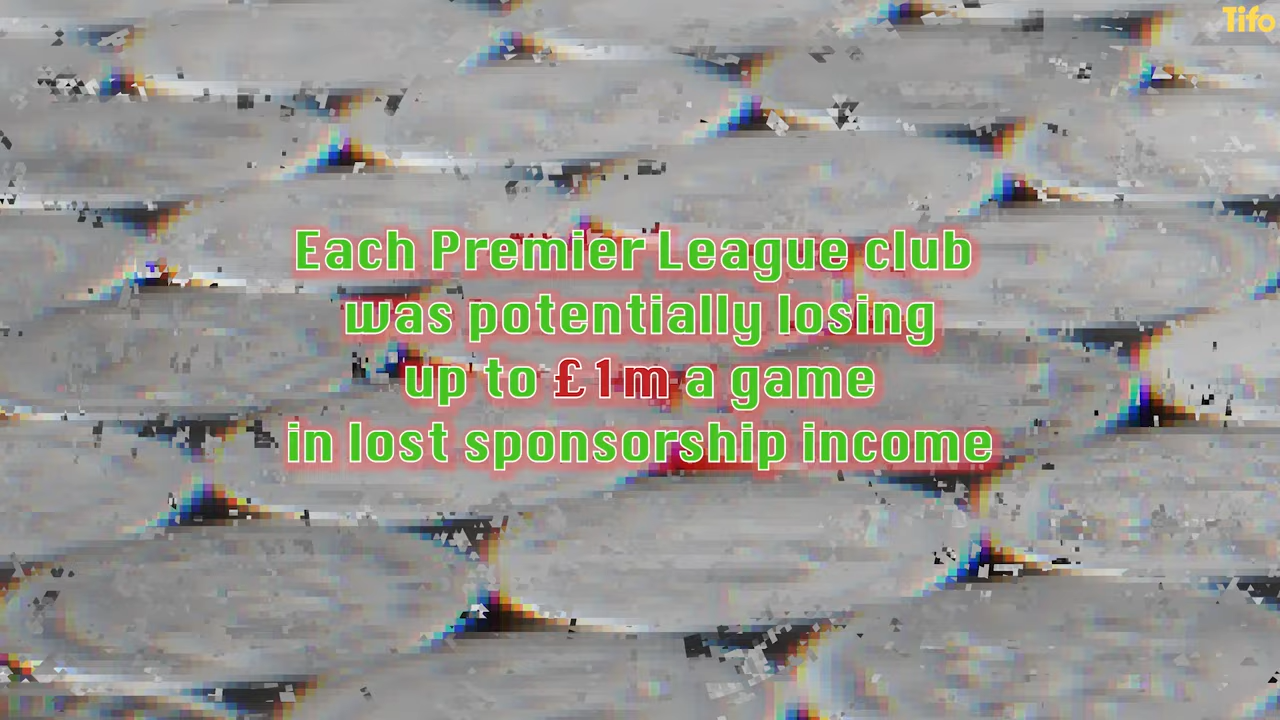 Tifo
Each Premier League club
was potentially losing
up to £1m a game
in lost sponsorship income